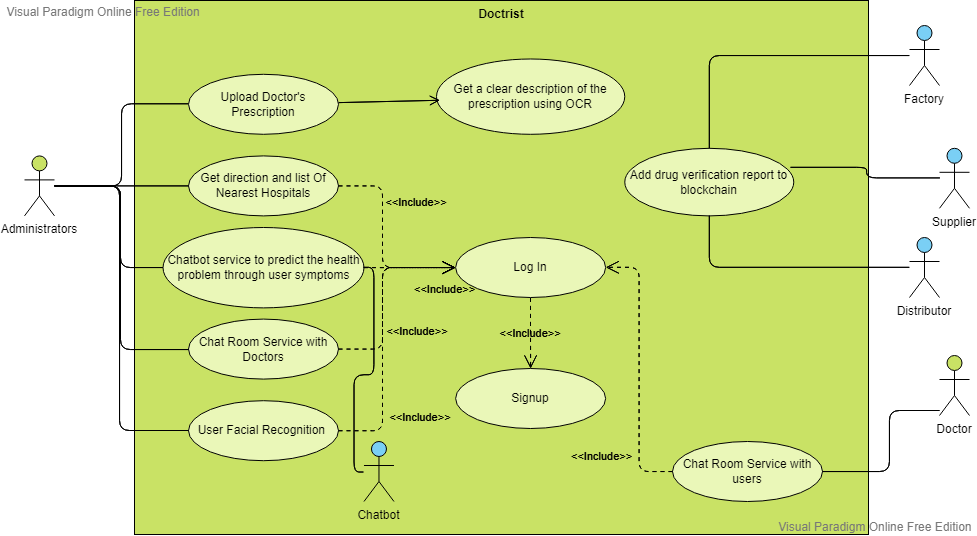 Visual Paradigm Online Free Edition
Doctrist
Upload Doctor's
Prescription
Get a clear description of the
prescription using OCR
Factory
Get direction and list Of
Nearest Hospitals
<<Include>>
Add drug verification report to
blockchain
Administrators
Supplier
Chatbot service to predict the health
problem through user symptoms
Log In
<<Include>>
Distributor
Chat Room Service with
Doctors
<<Include>>
<<Include>>
Signup
User Facial Recognition
<<Include>>
Doctor
<<Include>>
Chat Room Service with
users
Chatbot
Visual Paradigm Online Free Edition